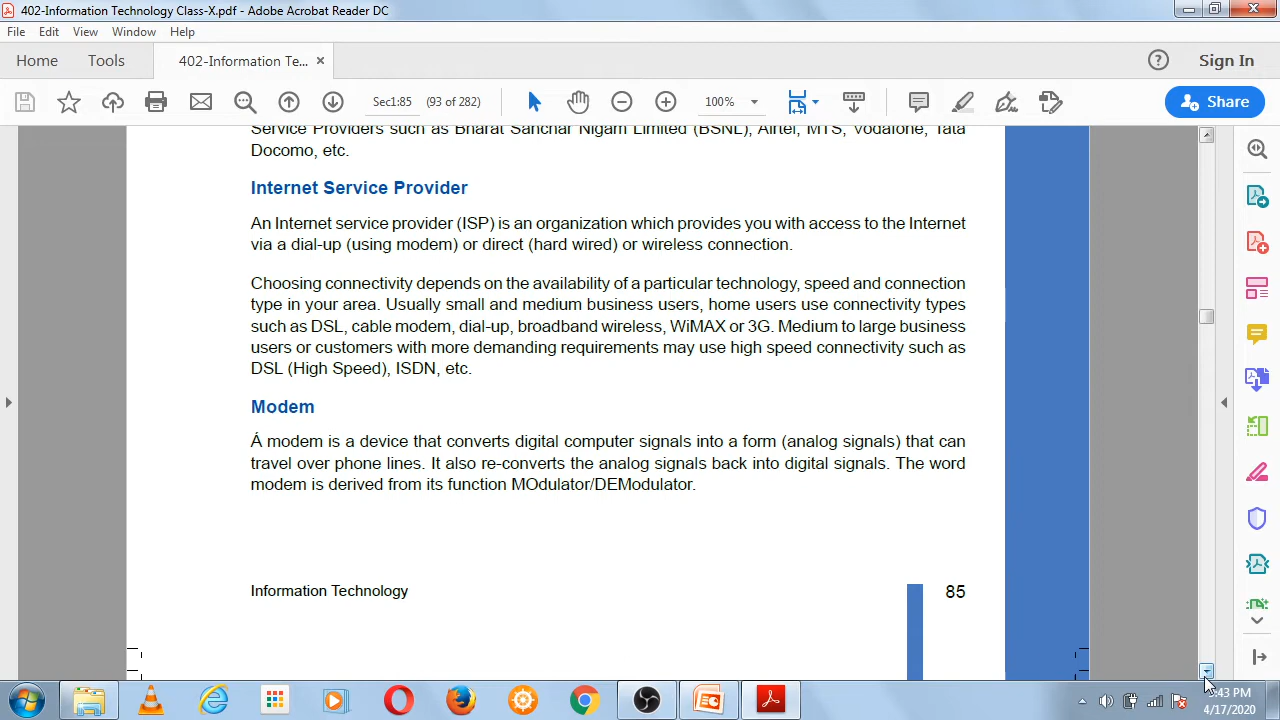 402-Information Technology Class-X.pdf - Adobe Acrobat Reader DC
File Edit View Window Help
Home Tools 402-Information Te... × Sign In
Sec1:85 (93 of 282) 100% Share
Service Providers such as Bharat Sanchar Nigam Limited (BSNL), Airtel, MTS, Vodafone, Tata
Docomo, etc.
Internet Service Provider
An Internet service provider (ISP) is an organization which provides you with access to the Internet
via a dial-up (using modem) or direct (hard wired) or wireless connection.
Choosing connectivity depends on the availability of a particular technology, speed and connection
type in your area. Usually small and medium business users, home users use connectivity types
such as DSL, cable modem, dial-up, broadband wireless, WiMAX or 3G. Medium to large business
users or customers with more demanding requirements may use high speed connectivity such as
DSL (High Speed), ISDN, etc.
Modem
Á modem is a device that converts digital computer signals into a form (analog signals) that can
travel over phone lines. It also re-converts the analog signals back into digital signals. The word
modem is derived from its function MOdulator/DEModulator.
Information Technology 85
:43 PM
4/17/2020